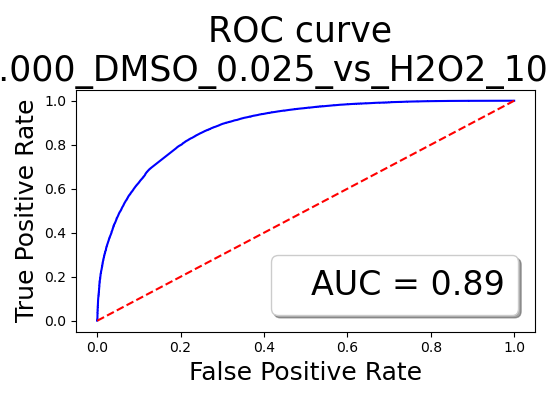 ROC curve
.000_DMSO_0.025_vs_H2O2_10
1.0
0.8
0.6
0.4
0.2
0.0
True Positive Rate
AUC = 0.89
0.0 0.2 0.4 0.6 0.8 1.0
False Positive Rate